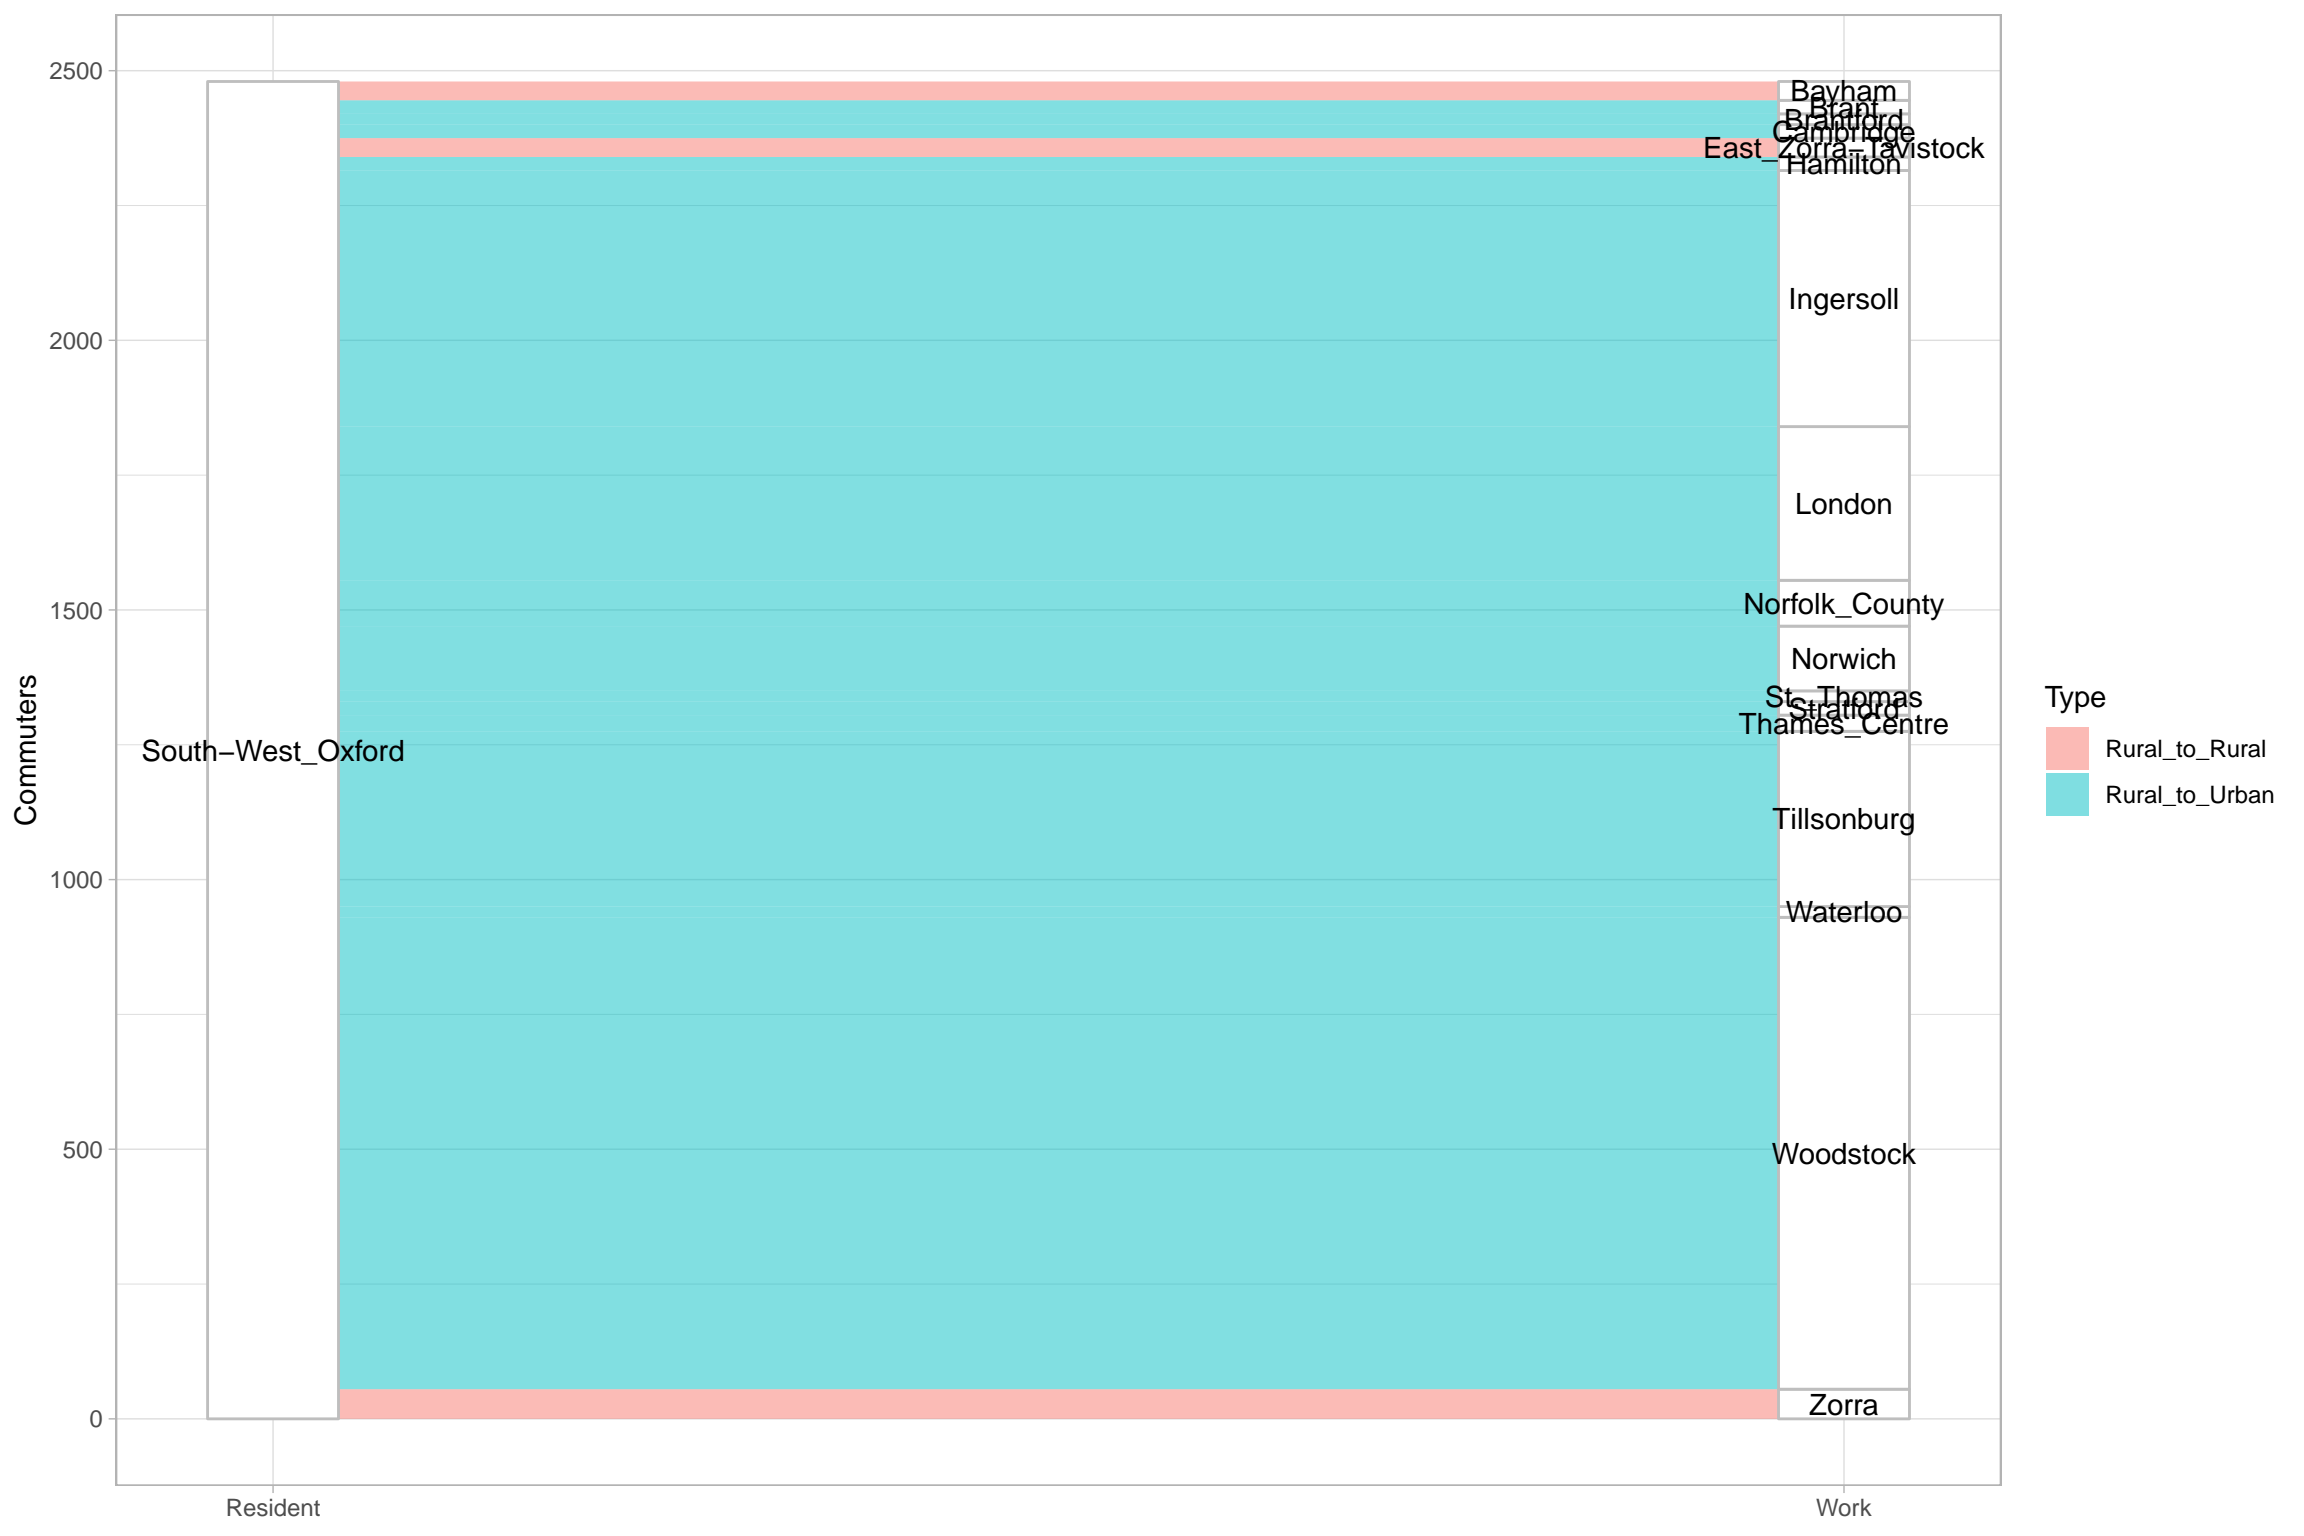 2500
2000
1500
1000
500
0
Commuters
South−West_Oxford
Bayham
Brant
Brantford
Cambridge
East_Zorra−Tavistock
Hamilton
Ingersoll
London
Norfolk_County
Norwich
St._Thomas
Stratford
Thames_Centre
Tillsonburg
Waterloo
Woodstock
Zorra
Resident
Work
Type
Rural_to_Rural
Rural_to_Urban